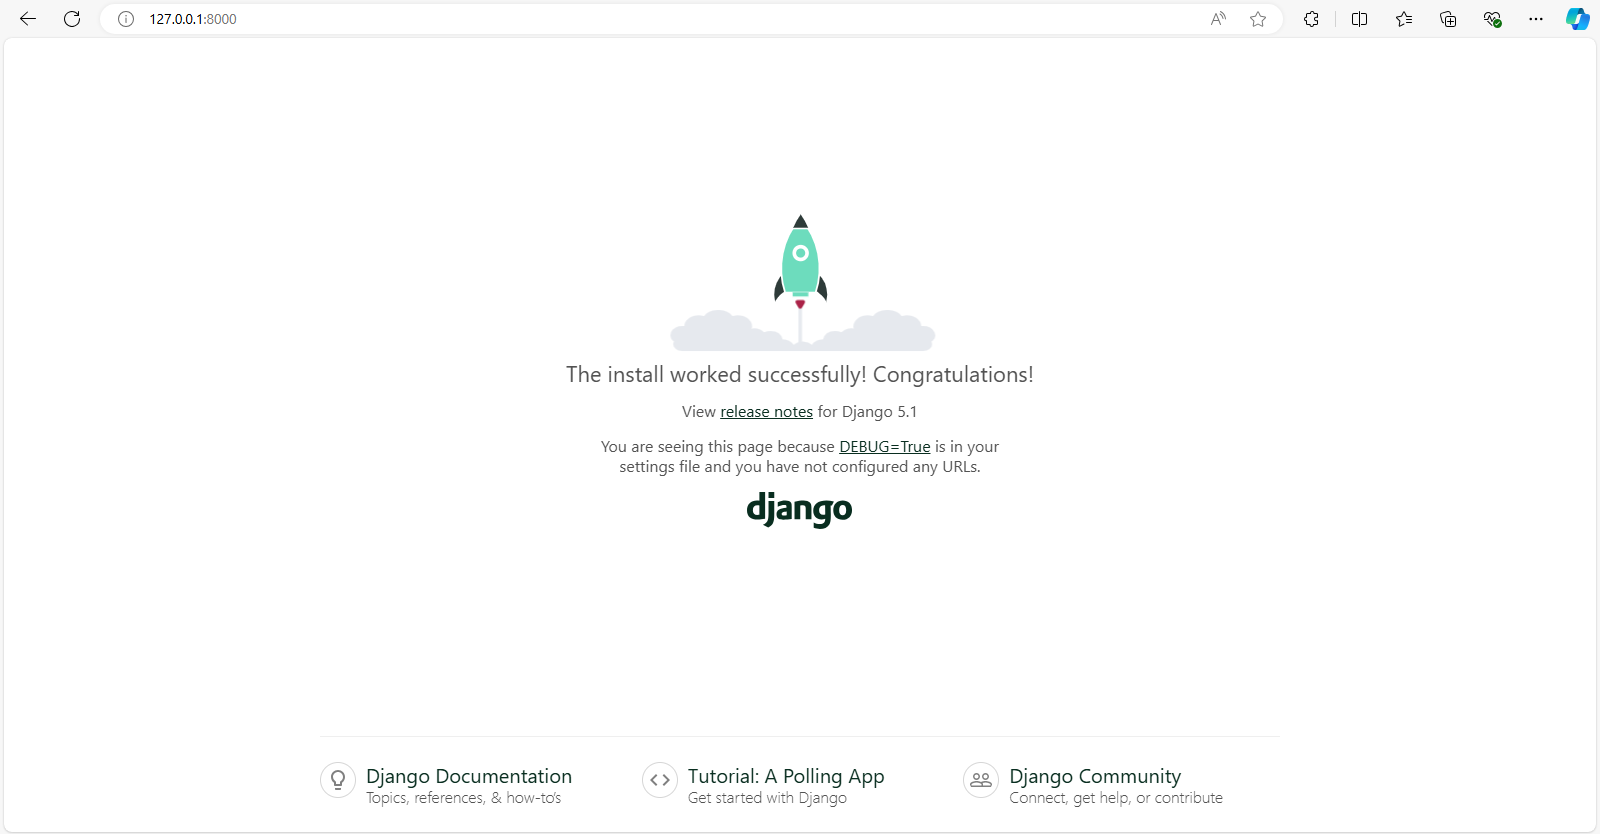 127.0.0.1:8000
The install worked successfully! Congratulations!
View release notes for Django 5.1
You are seeing this page because DEBUG=True is in your
settings file and you have not configured any URLs.
django
Django Documentation
Topics, references, & how-to's
Tutorial: A Polling App
Get started with Django
Django Community
Connect, get help, or contribute